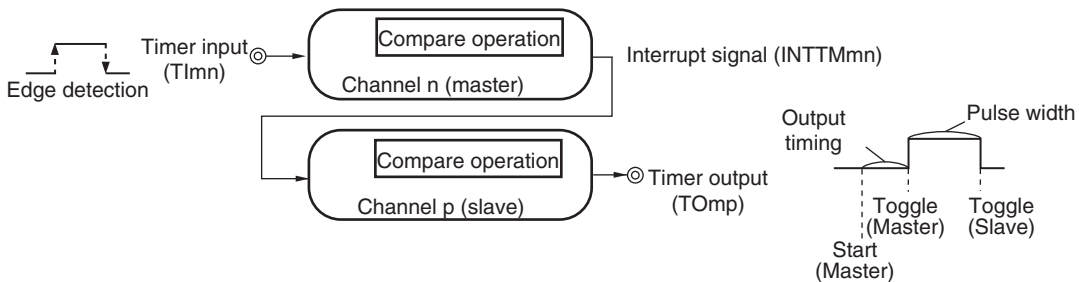 Compare operation
Timer input
(TImn)
Edge detection
Channel n (master)
Interrupt signal (INTTMmn)
Compare operation
Channel p (slave)
Timer output
(TOmp)
Output
timing
Pulse width
Toggle
(Master)
Toggle
(Slave)
Start
(Master)